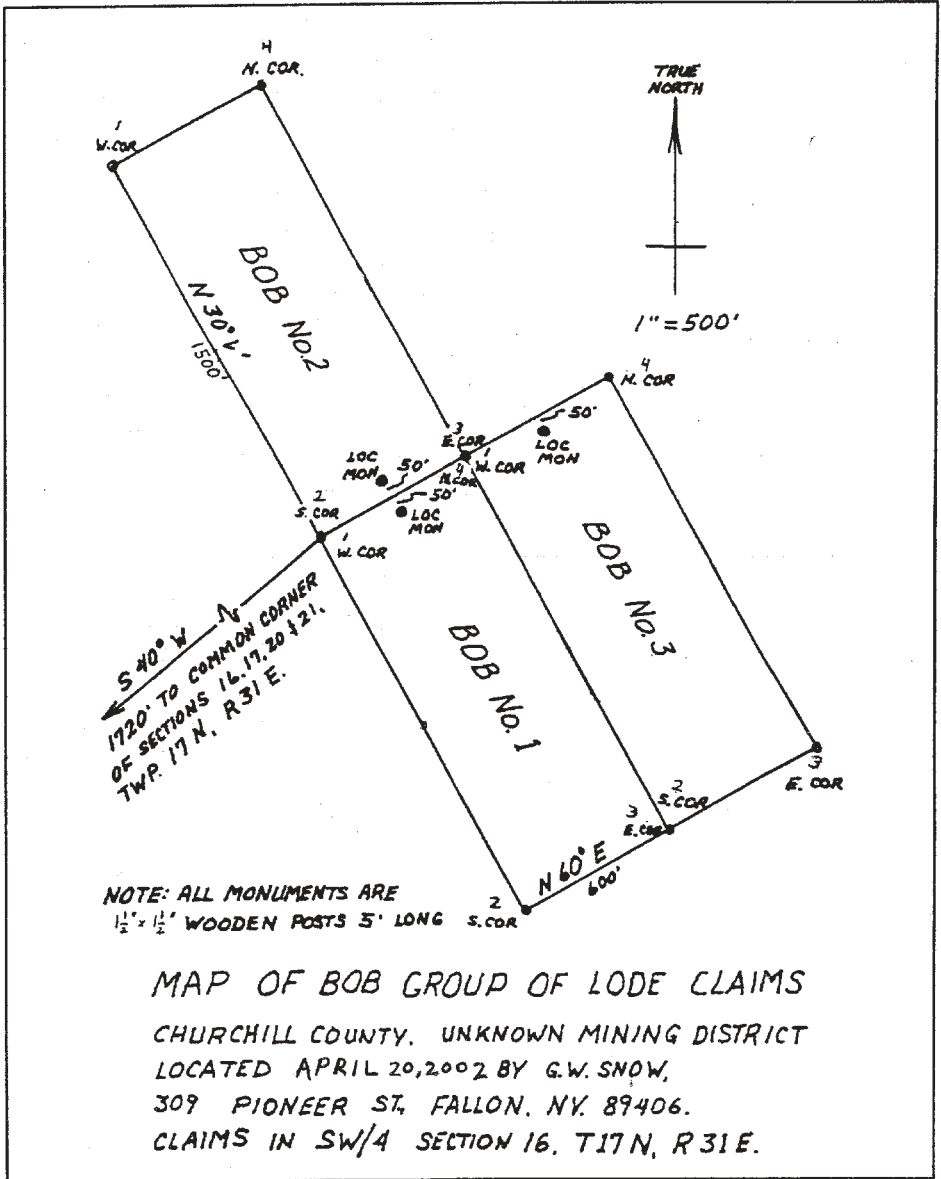 4
N. COR.
TRUE
NORTH
1
W. COR
BOB No. 2
N 30° W
1500'
1" = 500'
4
N. COR
50'
LOC
MON
3
E. COR
1
W. COR
LOC
MON
50'
4
N. COR
50'
LOC
MON
2
S. COR
1
W. COR
BOB No. 3
BOB No. 1
S 40° W
1720' TO COMMON CORNER
OF SECTIONS 16, 17, 20 & 21,
TWP. 17 N, R 31 E.
3
E. COR
2
S. COR
3
E. COR
N 60° E
600'
2
S. COR
NOTE: ALL MONUMENTS ARE
1½" x 1½" WOODEN POSTS 5' LONG
MAP OF BOB GROUP OF LODE CLAIMS
CHURCHILL COUNTY. UNKNOWN MINING DISTRICT
LOCATED APRIL 20, 2002 BY G.W. SNOW,
309 PIONEER ST, FALLON, NV. 89406.
CLAIMS IN SW/4 SECTION 16, T17N, R31E.